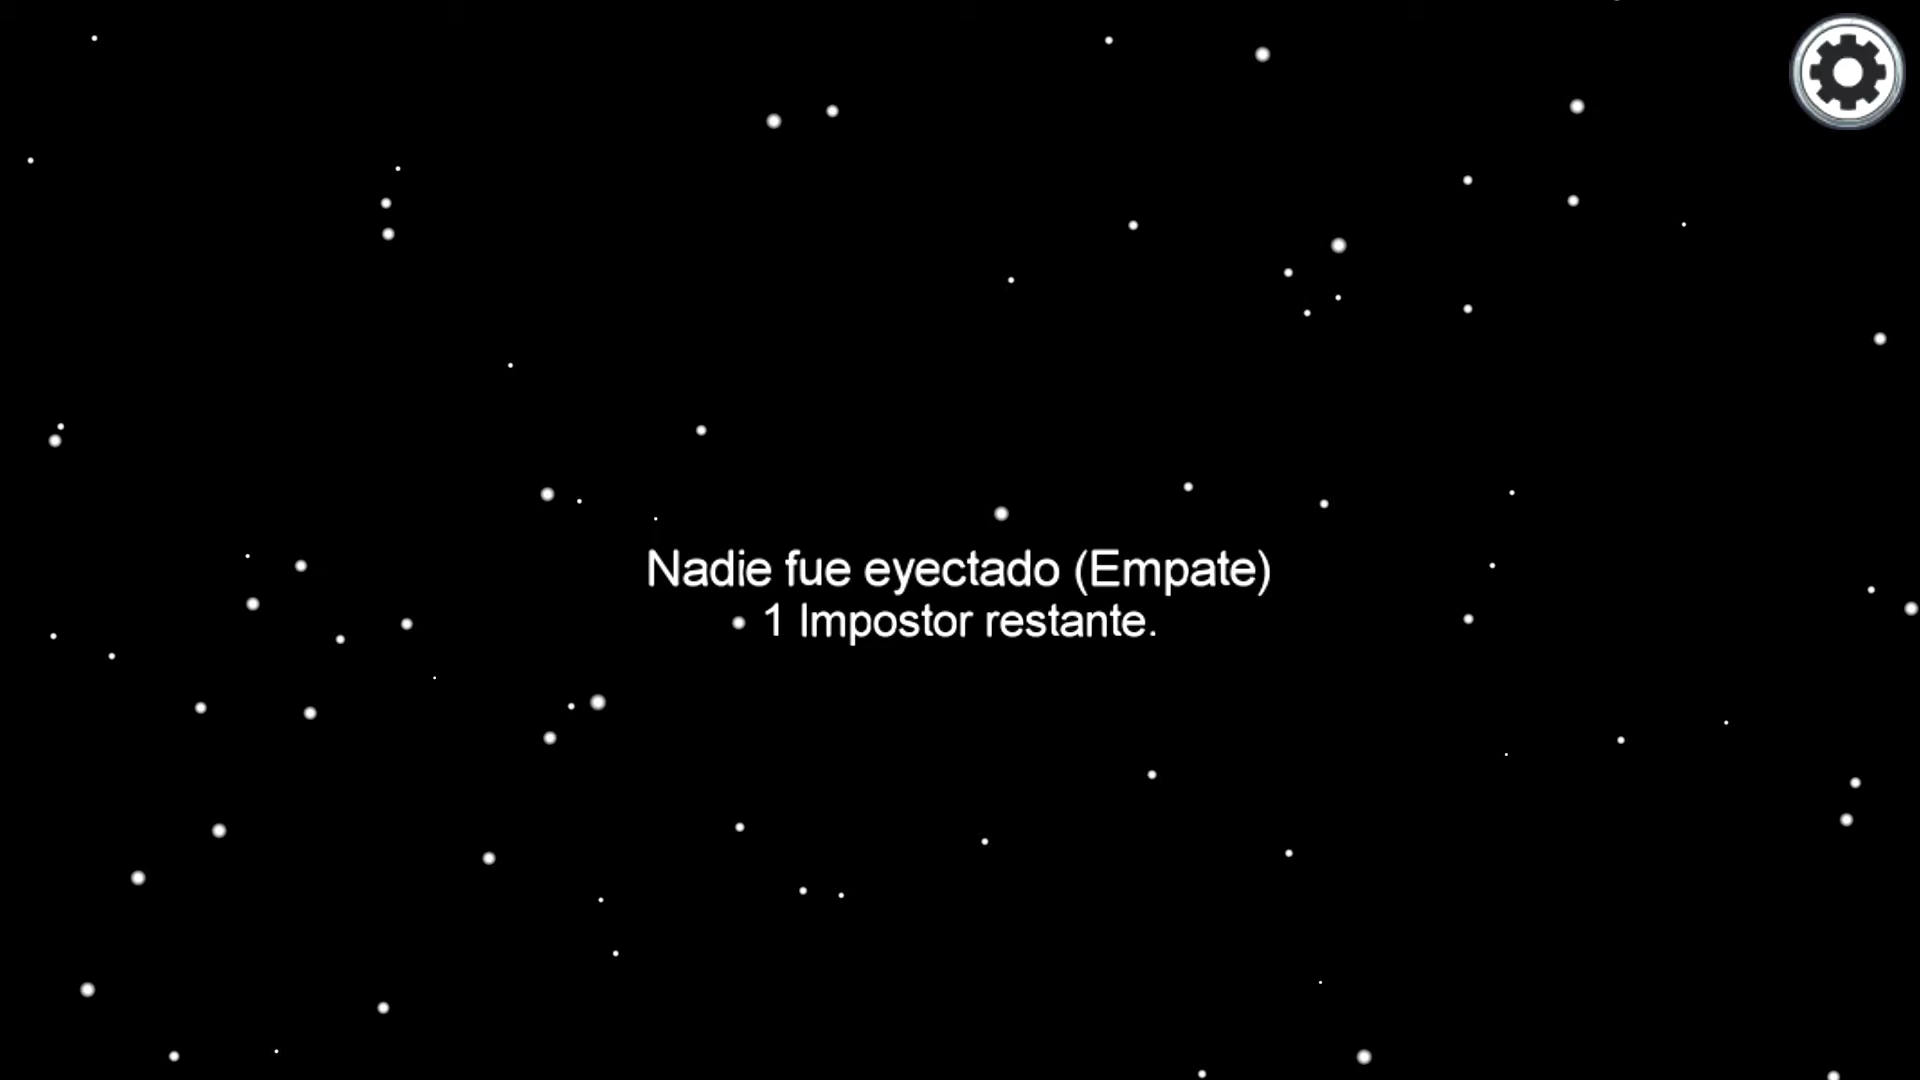 Nadie fue eyectado (Empate)
1 Impostor restante.